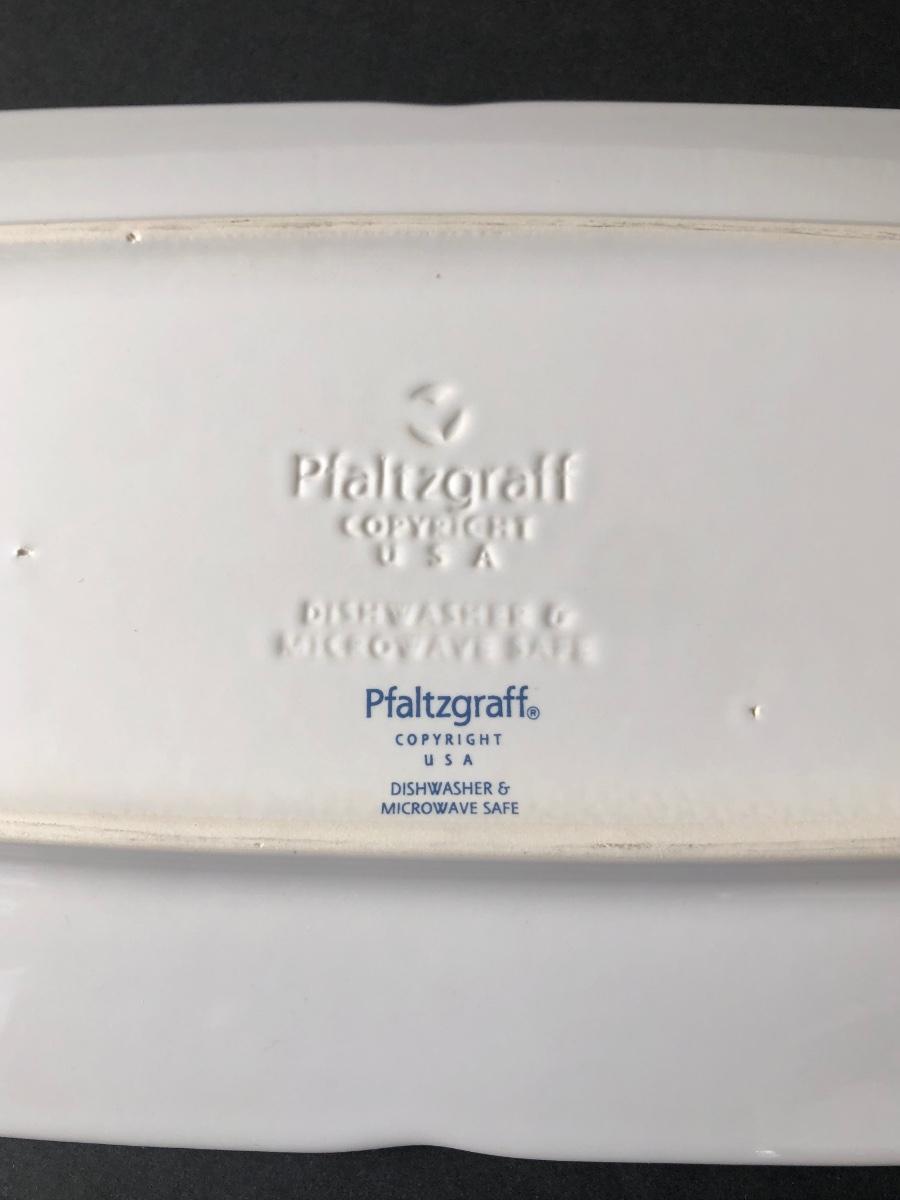 Pfaltzgraff
COPYRIGHT
U S A
DISHWASHER &
MICROWAVE SAFE
Pfaltzgraff®
COPYRIGHT
U S A
DISHWASHER &
MICROWAVE SAFE